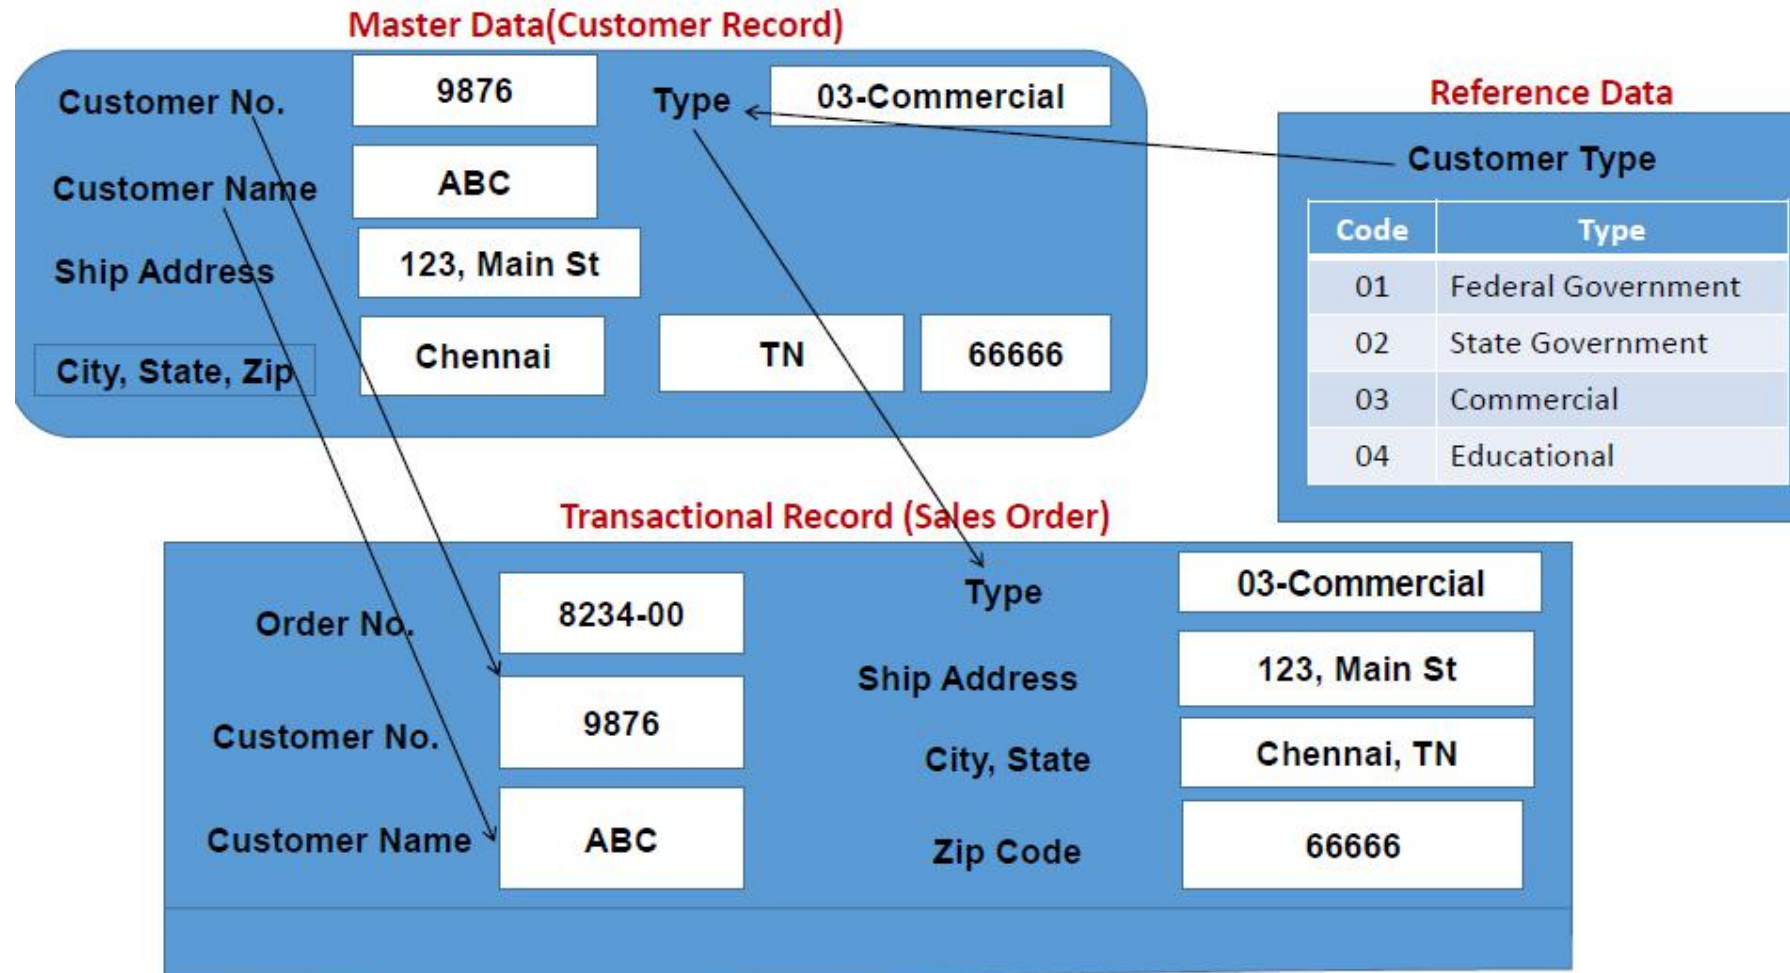 Master Data(Customer Record)
Customer No. 9876 Type 03-Commercial
Customer Name ABC
Ship Address 123, Main St
City, State, Zip Chennai TN 66666
Reference Data
Customer Type
Code Type
01 Federal Government
02 State Government
03 Commercial
04 Educational
Transactional Record (Sales Order)
Order No. 8234-00
Customer No. 9876
Customer Name ABC
Type 03-Commercial
Ship Address 123, Main St
City, State Chennai, TN
Zip Code 66666